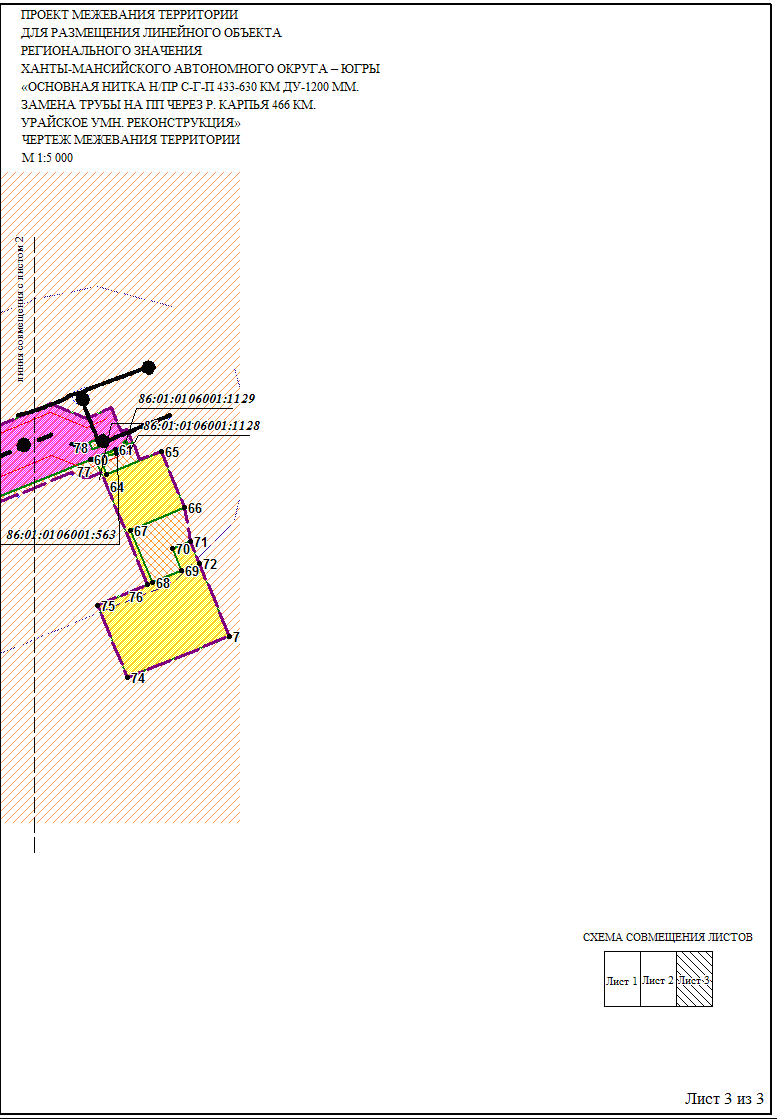 ПРОЕКТ МЕЖЕВАНИЯ ТЕРРИТОРИИ
ДЛЯ РАЗМЕЩЕНИЯ ЛИНЕЙНОГО ОБЪЕКТА
РЕГИОНАЛЬНОГО ЗНАЧЕНИЯ
ХАНТЫ-МАНСИЙСКОГО АВТОНОМНОГО ОКРУГА – ЮГРЫ
«ОСНОВНАЯ НИТКА Н/ПР С-Г-П 433-630 КМ ДУ-1200 ММ.
ЗАМЕНА ТРУБЫ НА ПП ЧЕРЕЗ Р. КАРПЬЯ 466 КМ.
УРАЙСКОЕ УМН. РЕКОНСТРУКЦИЯ»
ЧЕРТЕЖ МЕЖЕВАНИЯ ТЕРРИТОРИИ
М 1:5 000
линия совмещения с листом 2
86:01:0106001:1129
86:01:0106001:1128
78
61
65
60
77
64
66
67
86:01:0106001:563
71
70
72
69
68
76
75
7
74
СХЕМА СОВМЕЩЕНИЯ ЛИСТОВ
Лист 1
Лист 2
Лист 3
Лист 3 из 3